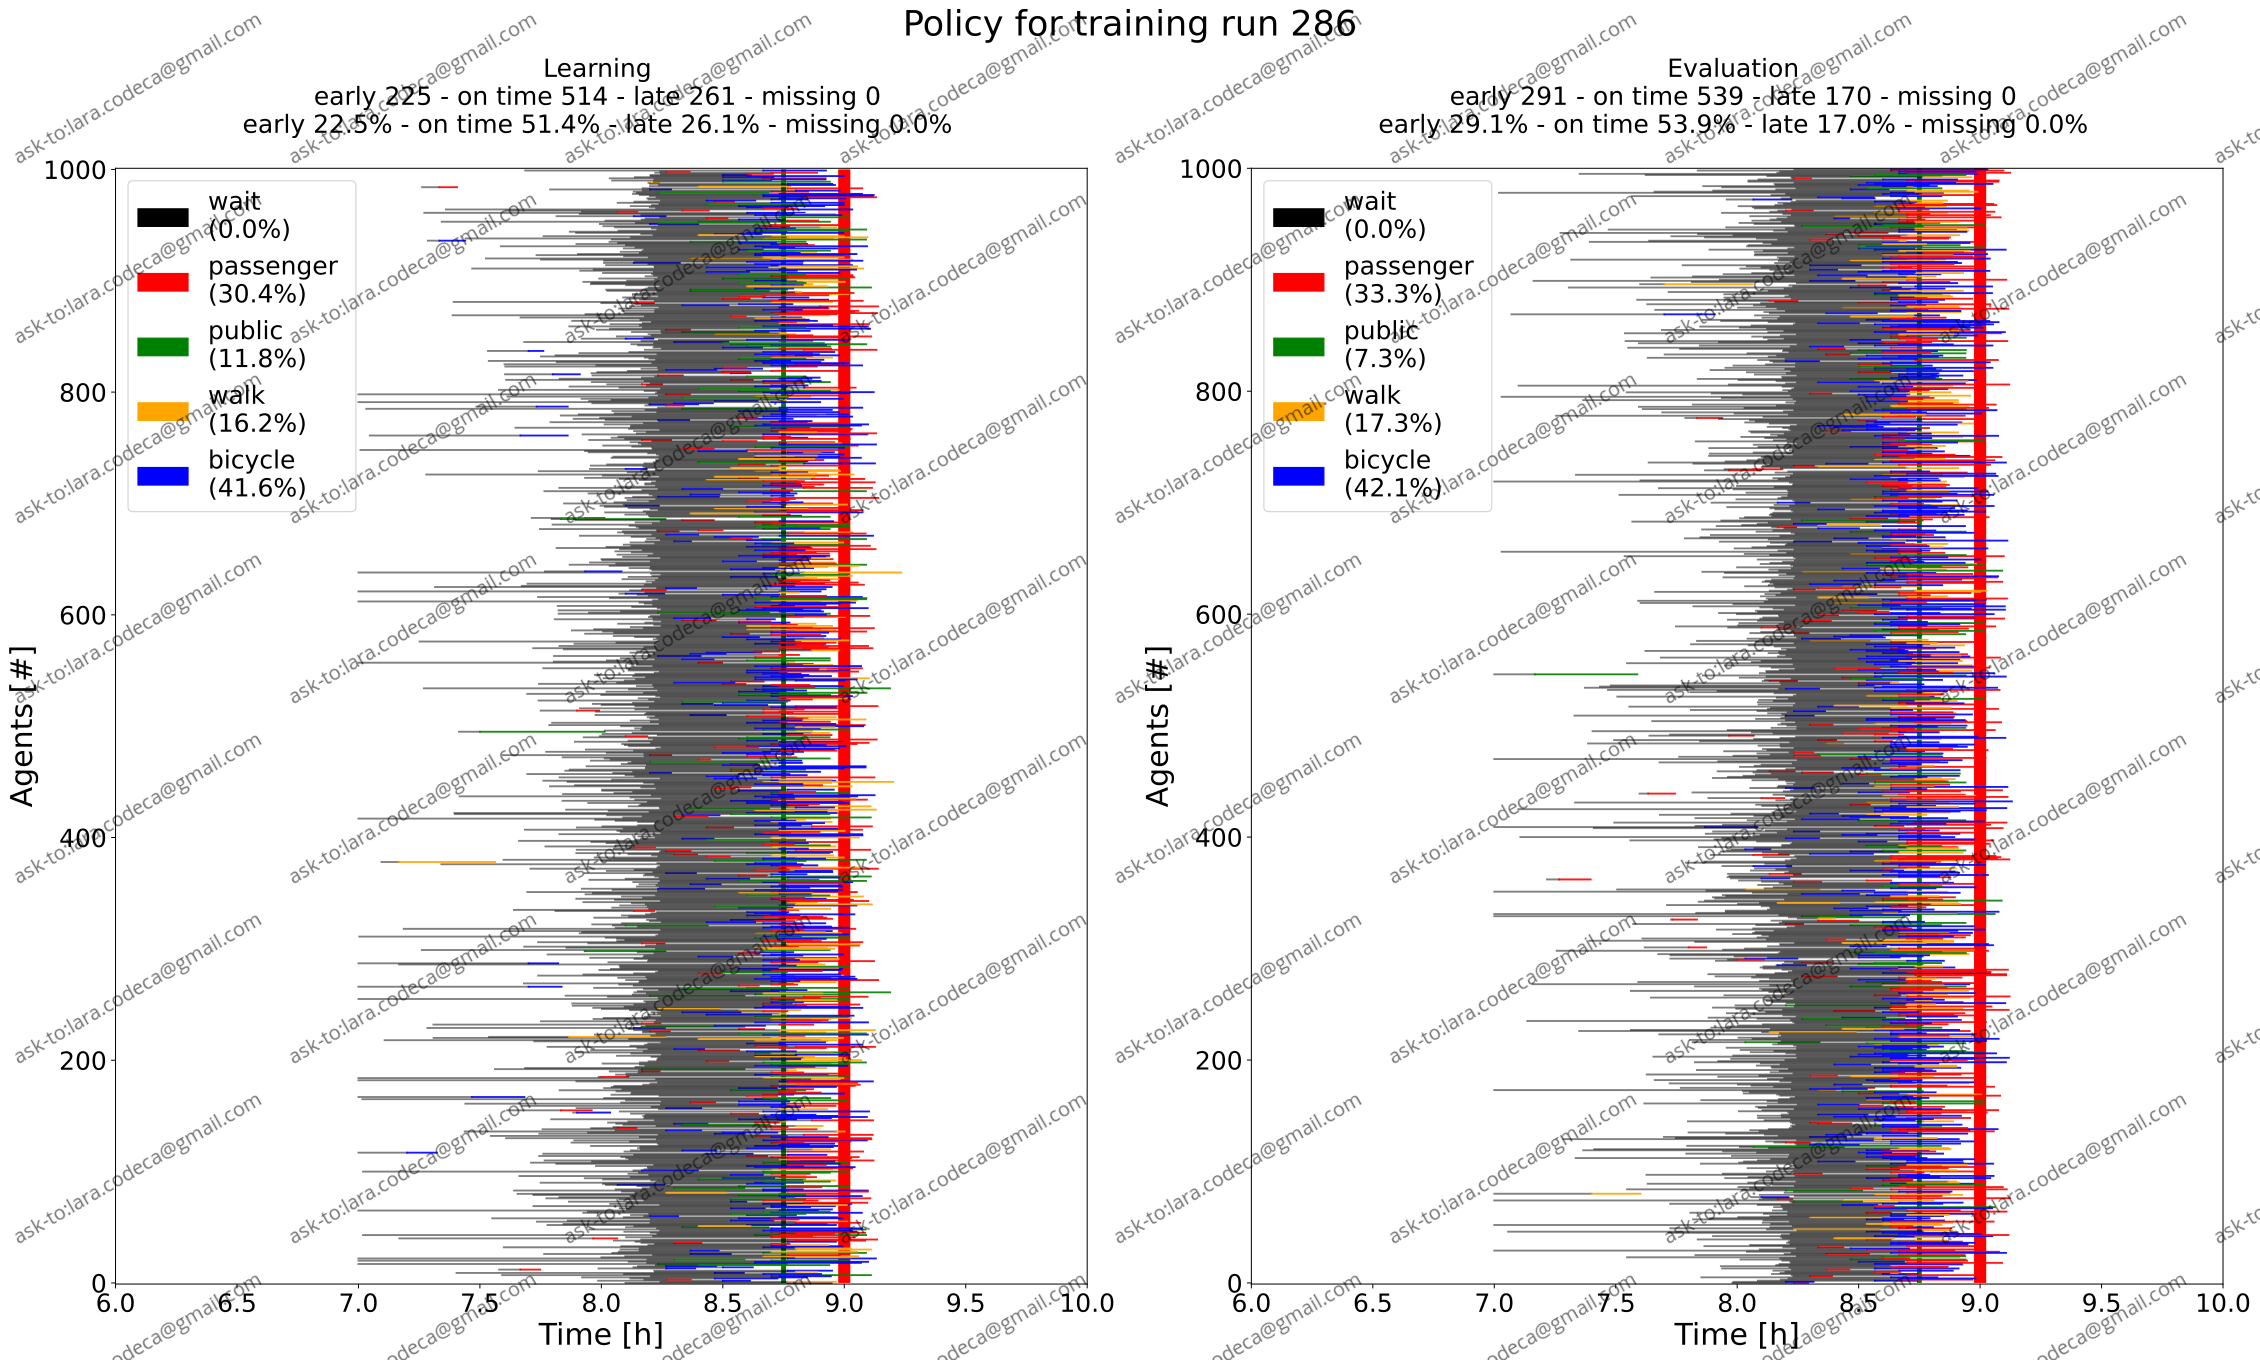 Policy for training run 286
Learning
early 225 - on time 514 - late 261 - missing 0
early 22.5% - on time 51.4% - late 26.1% - missing 0.0%
Agents [#]
1000
800
600
400
200
0
wait
(0.0%)
passenger
(30.4%)
public
(11.8%)
walk
(16.2%)
bicycle
(41.6%)
6.0 6.5 7.0 7.5 8.0 8.5 9.0 9.5 10.0
Time [h]
Evaluation
early 291 - on time 539 - late 170 - missing 0
early 29.1% - on time 53.9% - late 17.0% - missing 0.0%
Agents [#]
1000
800
600
400
200
0
wait
(0.0%)
passenger
(33.3%)
public
(7.3%)
walk
(17.3%)
bicycle
(42.1%)
6.0 6.5 7.0 7.5 8.0 8.5 9.0 9.5 10.0
Time [h]
ask-to:lara.codeca@gmail.com